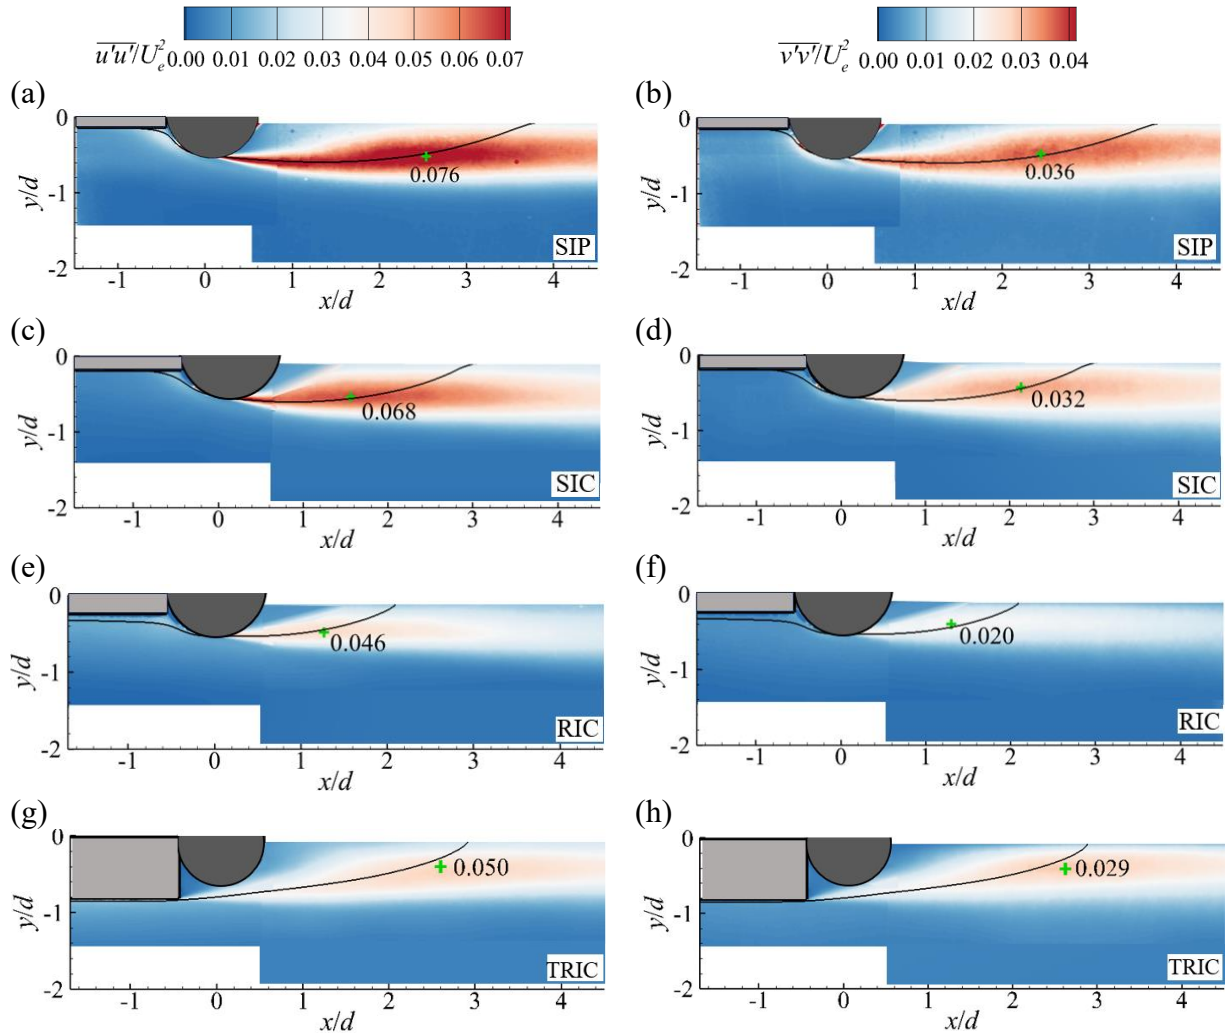 u'u'/U_e^2 0.00 0.01 0.02 0.03 0.04 0.05 0.06 0.07
v'v'/U_e^2 0.00 0.01 0.02 0.03 0.04
(a)
0
-1
-2
y/d
0.076
SIP
-1 0 1 2 3 4
x/d
(b)
0
-1
-2
y/d
0.036
SIP
-1 0 1 2 3 4
x/d
(c)
0
-1
-2
y/d
0.068
SIC
-1 0 1 2 3 4
x/d
(d)
0
-1
-2
y/d
0.032
SIC
-1 0 1 2 3 4
x/d
(e)
0
-1
-2
y/d
0.046
RIC
-1 0 1 2 3 4
x/d
(f)
0
-1
-2
y/d
0.020
RIC
-1 0 1 2 3 4
x/d
(g)
0
-1
-2
y/d
0.050
TRIC
-1 0 1 2 3 4
x/d
(h)
0
-1
-2
y/d
0.029
TRIC
-1 0 1 2 3 4
x/d